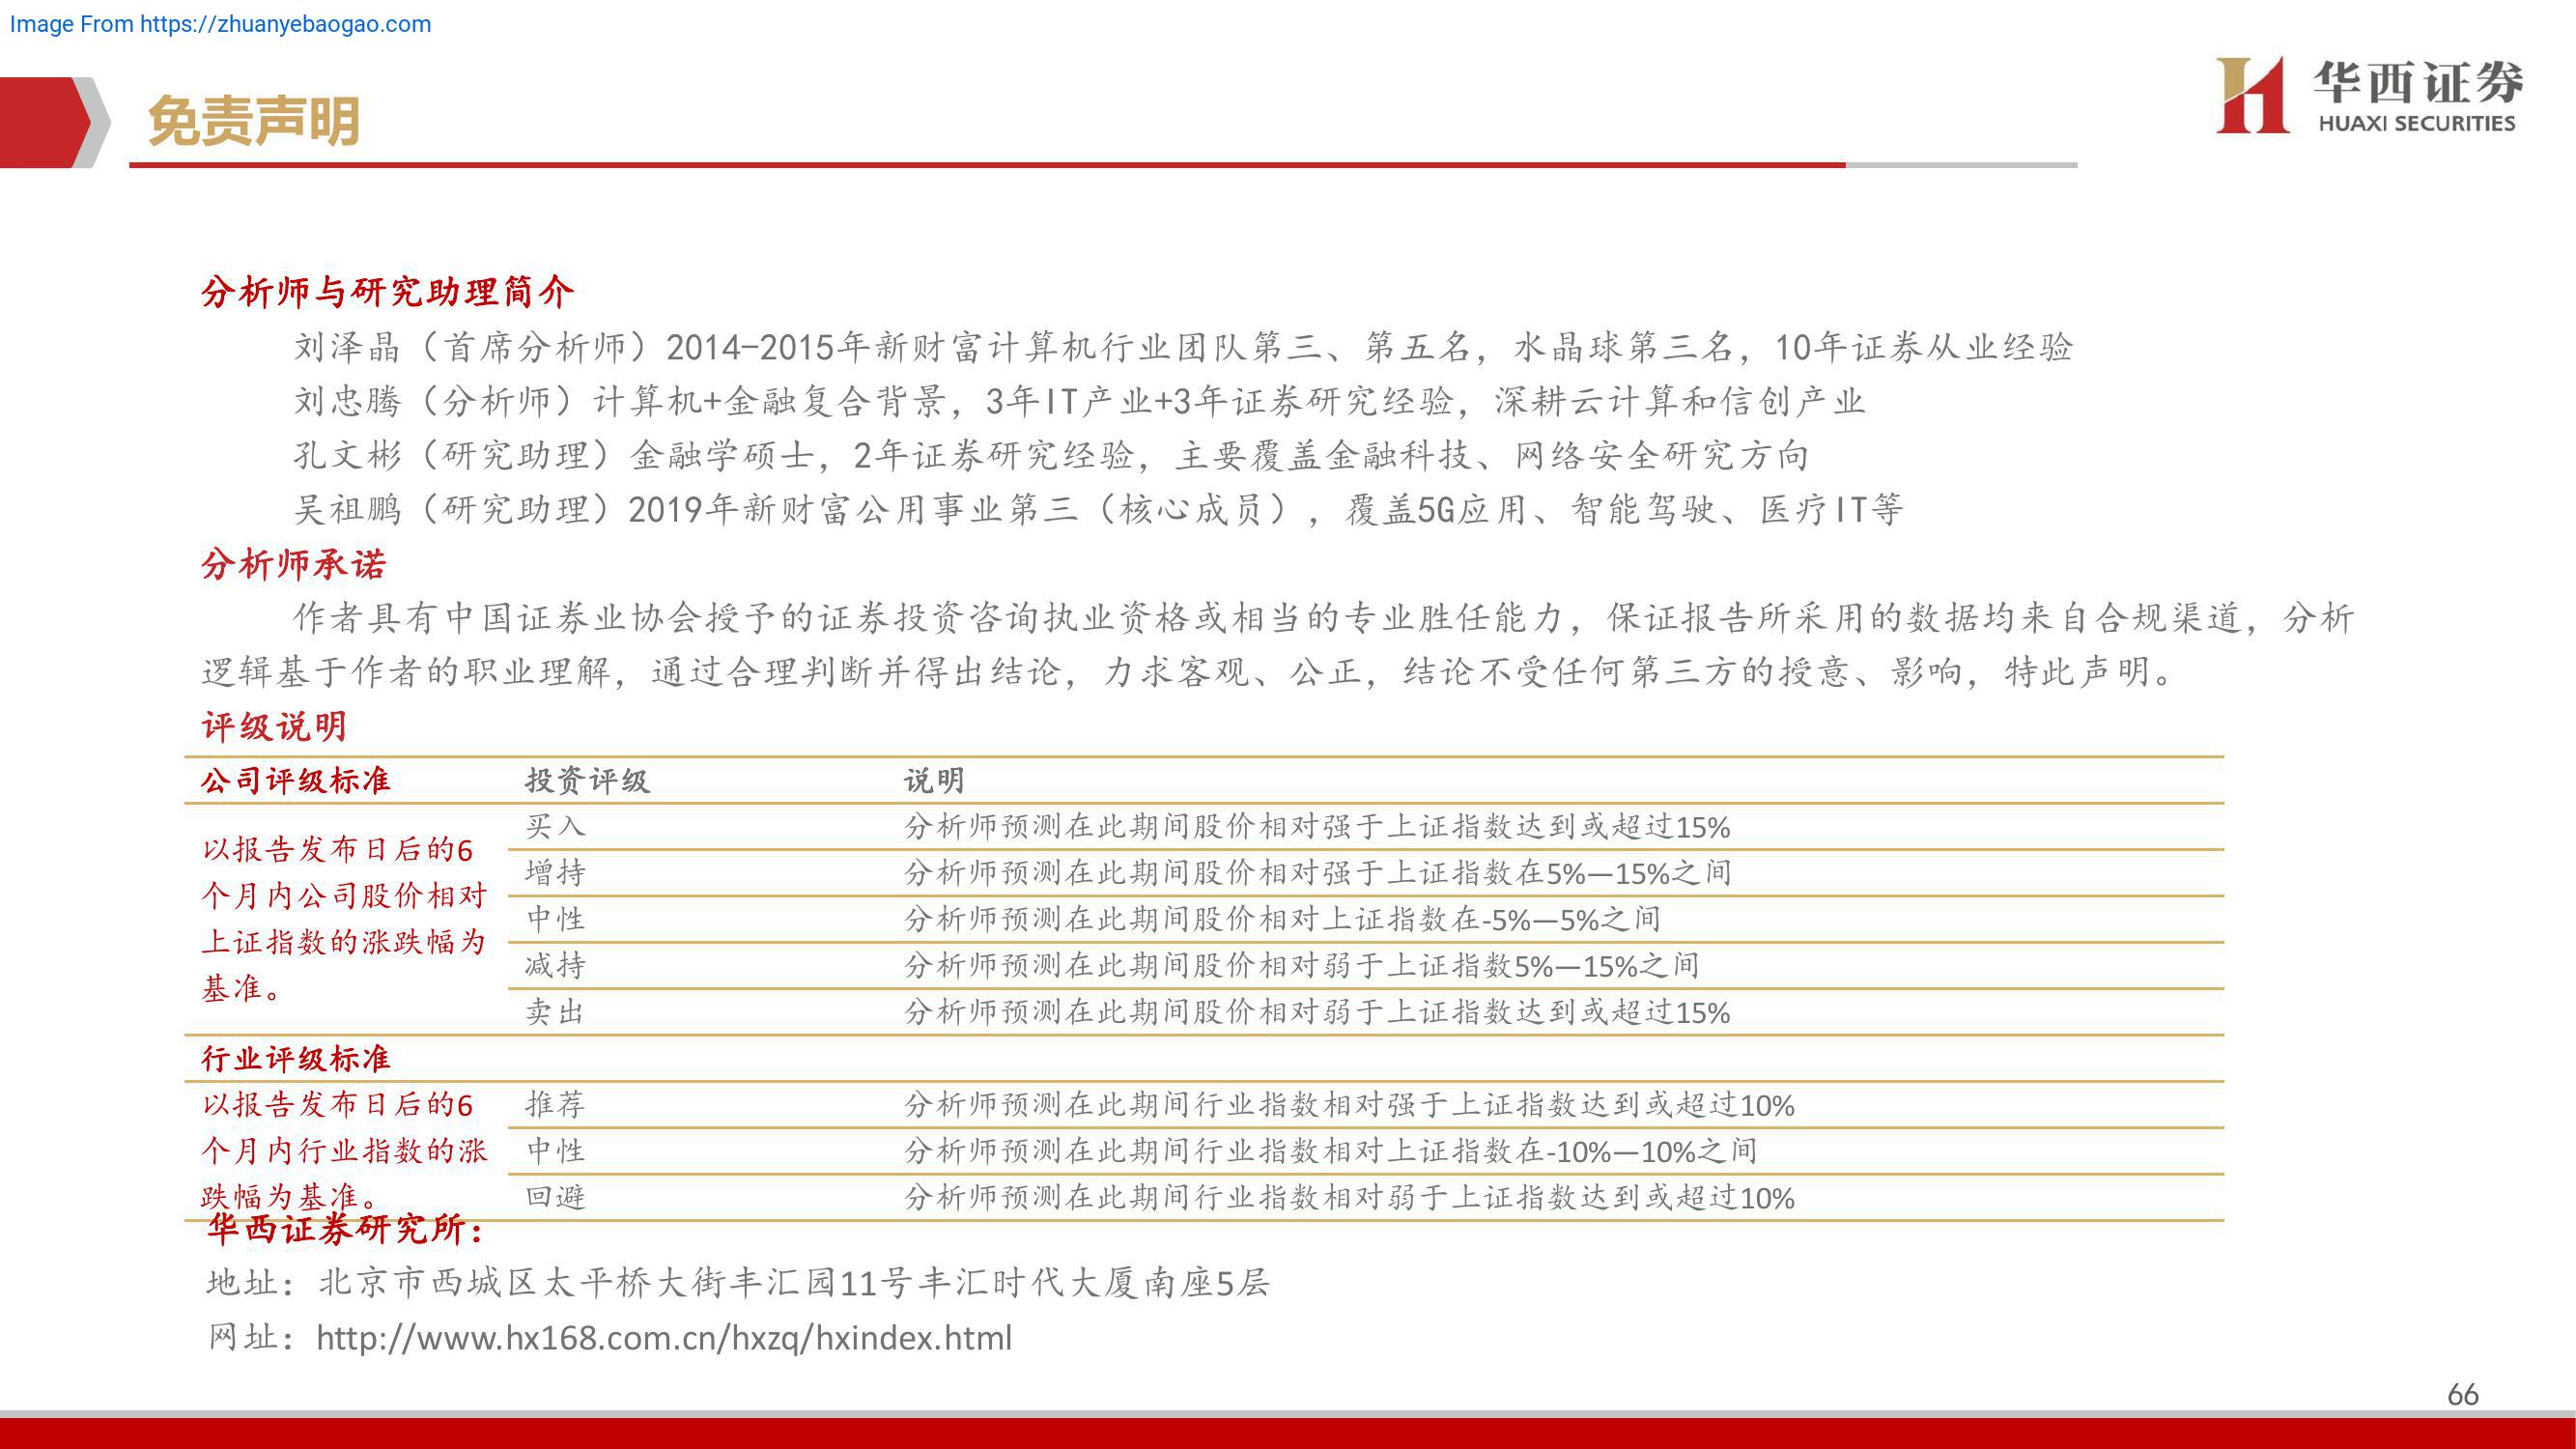 Image From https://zhuanyebaogao.com
免责声明
华西证券
HUAXI SECURITIES
分析师与研究助理简介
刘泽晶（首席分析师）2014-2015年新财富计算机行业团队第三、第五名，水晶球第三名，10年证券从业经验
刘忠腾（分析师）计算机+金融复合背景，3年IT产业+3年证券研究经验，深耕云计算和信创产业
孔文彬（研究助理）金融学硕士，2年证券研究经验，主要覆盖金融科技、网络安全研究方向
吴祖鹏（研究助理）2019年新财富公用事业第三（核心成员），覆盖5G应用、智能驾驶、医疗IT等
分析师承诺
作者具有中国证券业协会授予的证券投资咨询执业资格或相当的专业胜任能力，保证报告所采用的数据均来自合规渠道，分析
逻辑基于作者的职业理解，通过合理判断并得出结论，力求客观、公正，结论不受任何第三方的授意、影响，特此声明。
评级说明
公司评级标准 投资评级 说明
以报告发布日后的6
个月内公司股价相对
上证指数的涨跌幅为
基准。
买入 分析师预测在此期间股价相对强于上证指数达到或超过15%
增持 分析师预测在此期间股价相对强于上证指数在5%—15%之间
中性 分析师预测在此期间股价相对上证指数在-5%—5%之间
减持 分析师预测在此期间股价相对弱于上证指数5%—15%之间
卖出 分析师预测在此期间股价相对弱于上证指数达到或超过15%
行业评级标准
以报告发布日后的6
个月内行业指数的涨
跌幅为基准。
推荐 分析师预测在此期间行业指数相对强于上证指数达到或超过10%
中性 分析师预测在此期间行业指数相对上证指数在-10%—10%之间
回避 分析师预测在此期间行业指数相对弱于上证指数达到或超过10%
华西证券研究所：
地址：北京市西城区太平桥大街丰汇园11号丰汇时代大厦南座5层
网址：http://www.hx168.com.cn/hxzq/hxindex.html
66